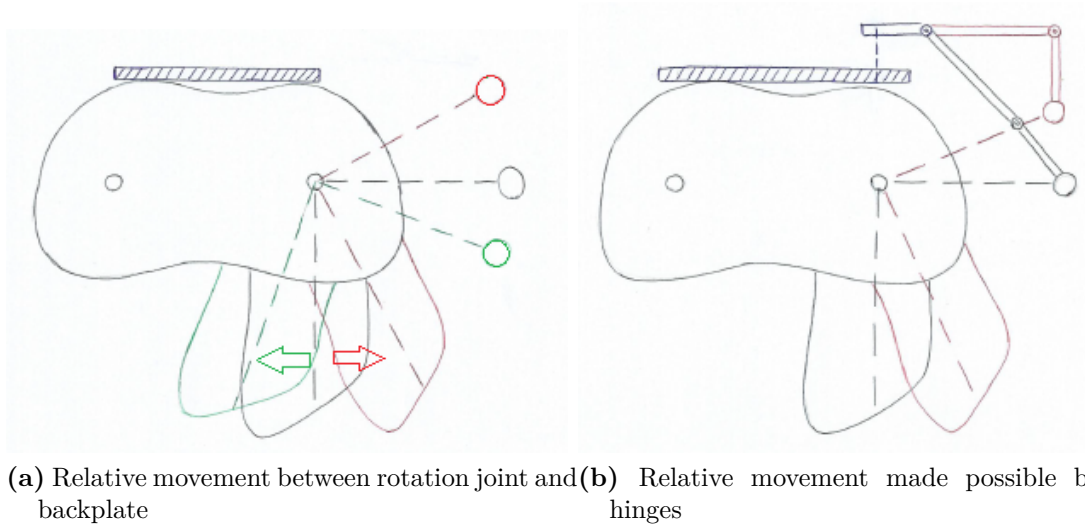 (a) Relative movement between rotation joint and
backplate
(b) Relative movement made possible b
hinges